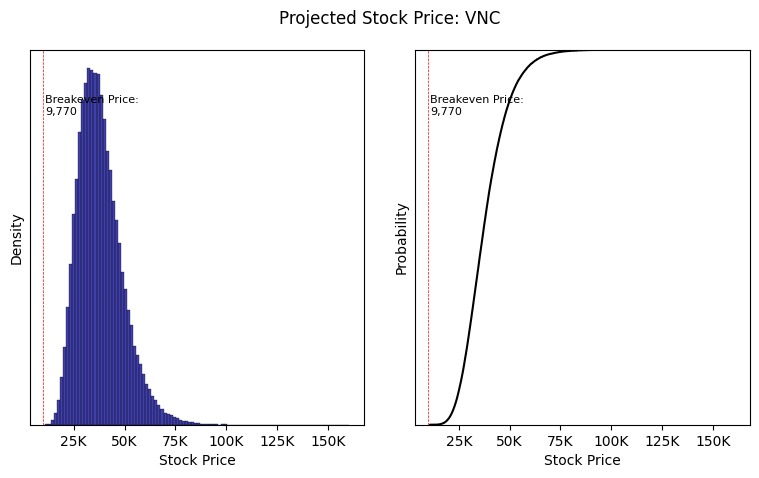 Projected Stock Price: VNC
Density
Breakeven Price:
9,770
25K 50K 75K 100K 125K 150K
Stock Price
Probability
Breakeven Price:
9,770
25K 50K 75K 100K 125K 150K
Stock Price